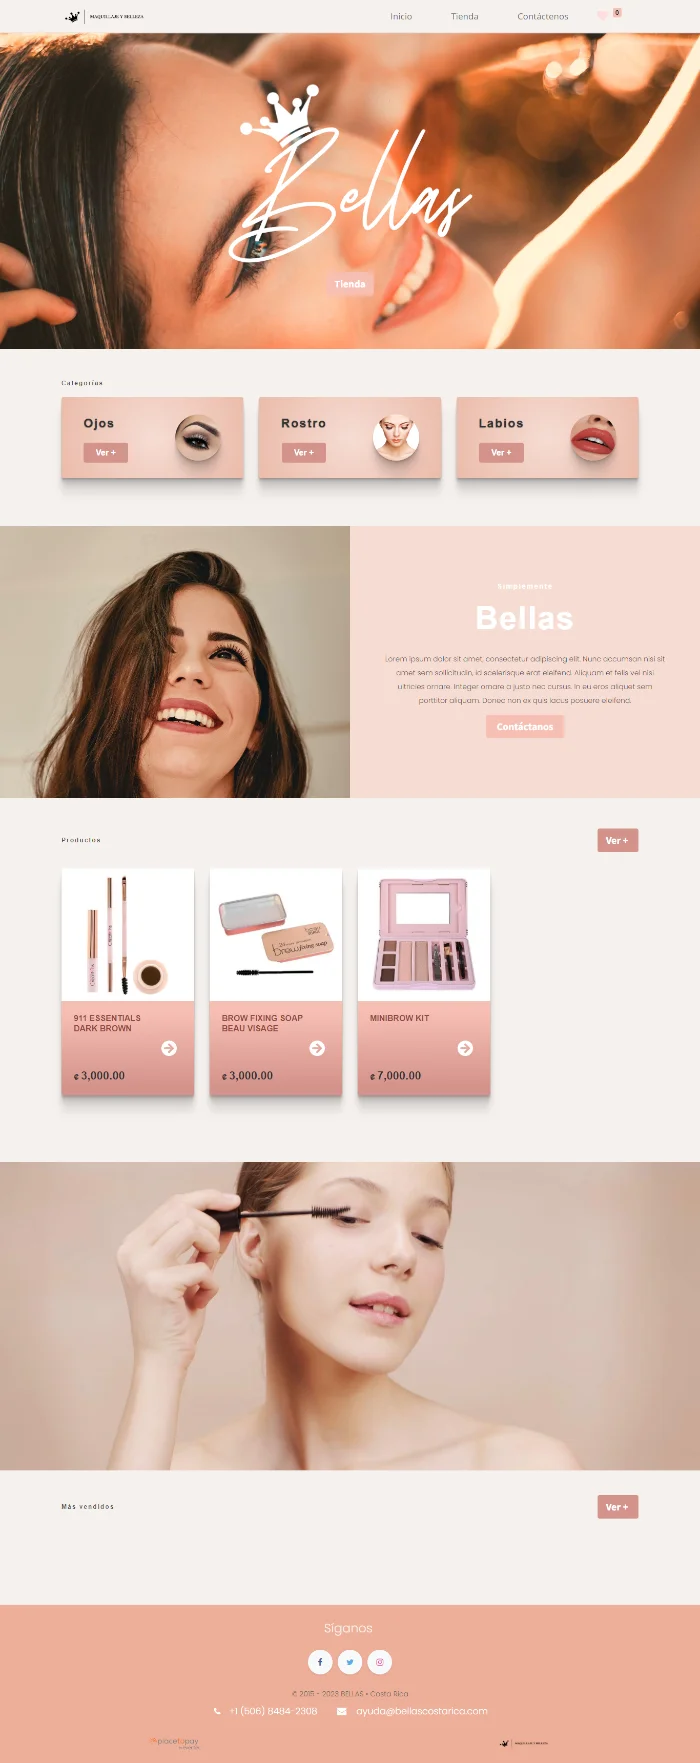 MAQUILLAJE Y BELLEZA
Inicio
Tienda
Contáctenos
0
Bellas
Tienda
Categorías
Ojos
Ver +
Rostro
Ver +
Labios
Ver +
Simplemente
Bellas
Lorem ipsum dolor sit amet, consectetur adipiscing elit. Nunc accumsan nisi sit
amet sem sollicitudin, id scelerisque erat eleifend. Aliquam et felis vel nisi
ultricies ornare. Integer ornare a justo nec cursus. In eu eros aliquet sem
porttitor aliquam. Donec non ex quis lacus posuere eleifend.
Contáctanos
Productos
Ver +
911 ESSENTIALS
DARK BROWN
₡ 3,000.00
BROW FIXING SOAP
BEAU VISAGE
₡ 3,000.00
MINIBROW KIT
₡ 7,000.00
Más vendidos
Ver +
Síganos
© 2015 - 2023 BELLAS • Costa Rica
+1 (506) 8484-2308
ayuda@bellascostarica.com
placetopay